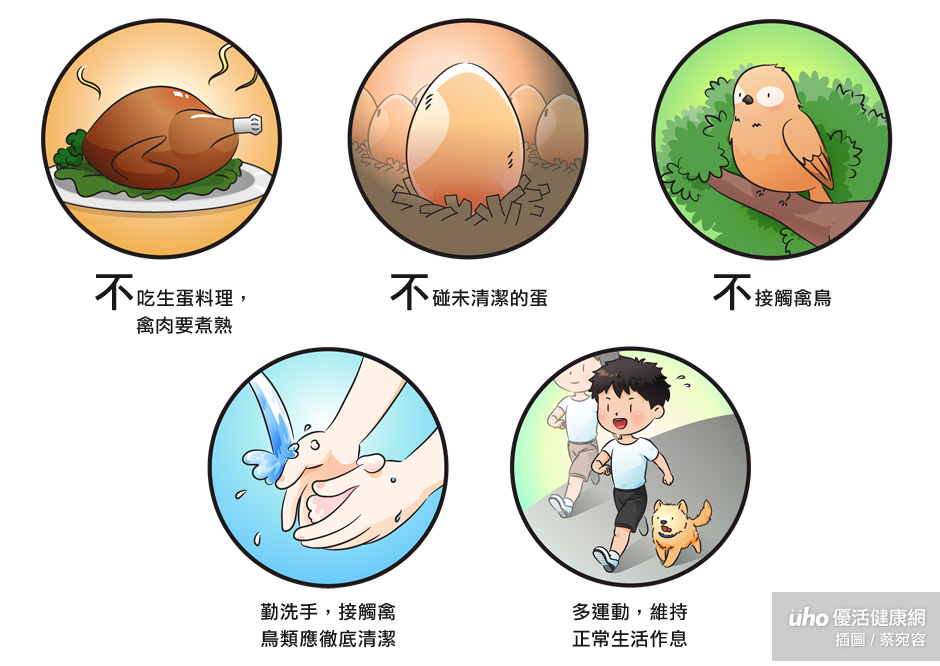 不吃生蛋料理，
禽肉要煮熟
不碰未清潔的蛋
不接觸禽鳥
勤洗手，接觸禽
鳥類應徹底清潔
多運動，維持
正常生活作息
üho 優活健康網
插圖 / 蔡宛容